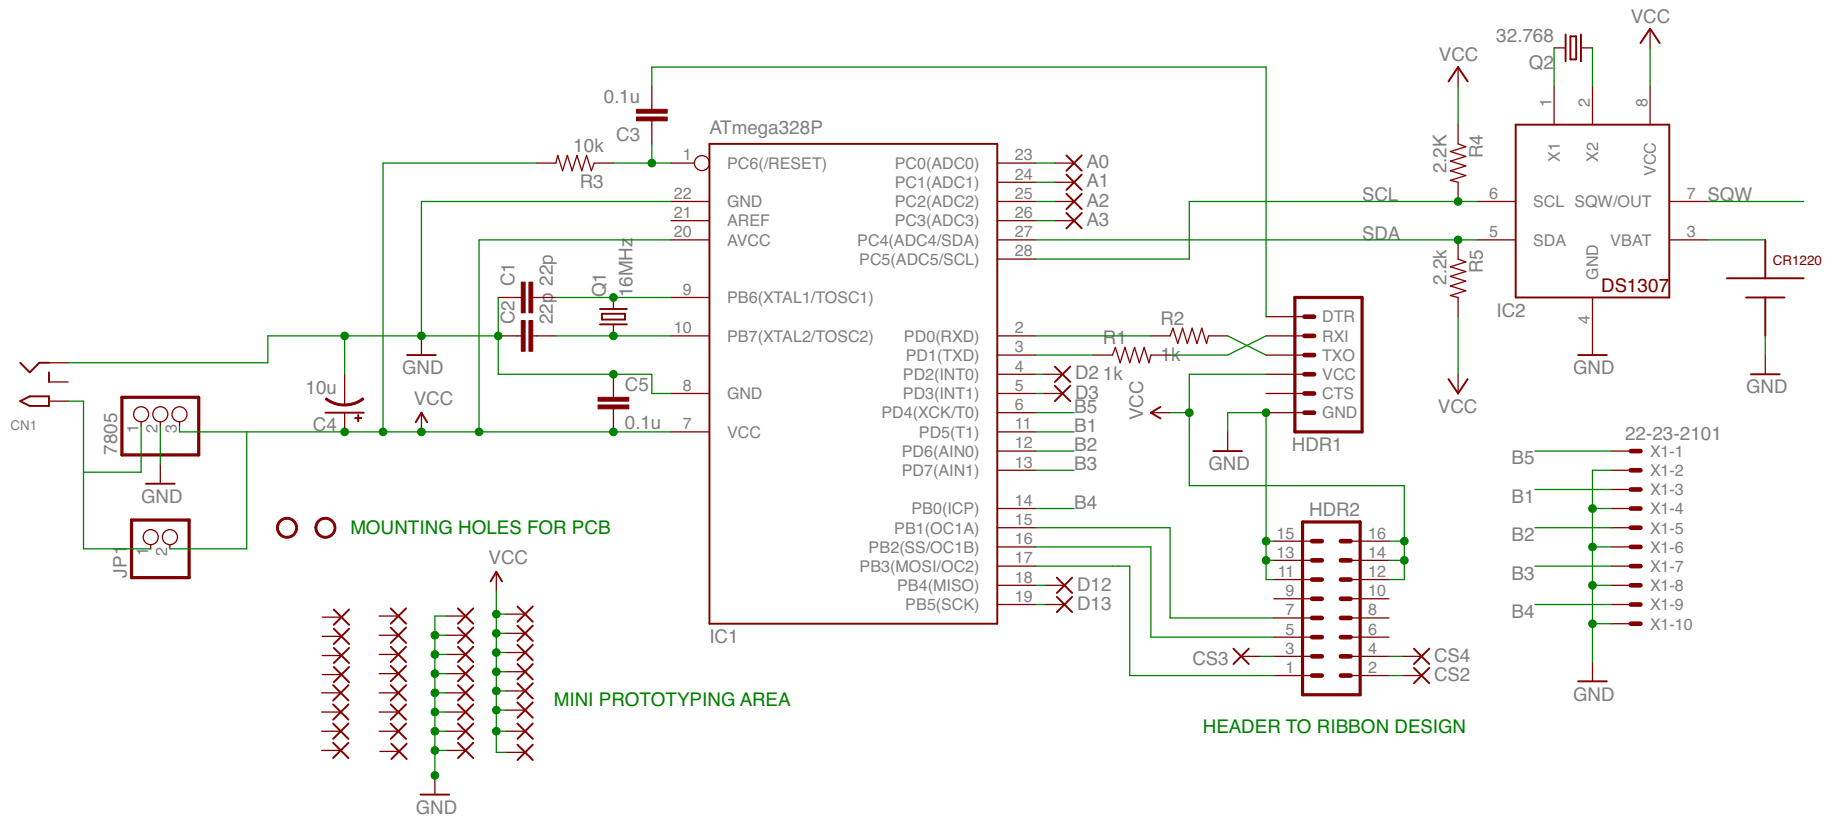 VCC
32.768
Q2
VCC
1
2
8
X1
X2
VCC
2.2K
R4
SCL
6
SCL
SQW/OUT
7
SQW
SDA
5
SDA
VBAT
3
GND
DS1307
IC2
4
GND
CR1220
GND
2.2k
R5
VCC
0.1u
C3
10k
R3
ATmega328P
1
PC6(/RESET)
22
GND
21
AREF
20
AVCC
9
PB6(XTAL1/TOSC1)
10
PB7(XTAL2/TOSC2)
8
GND
7
VCC
IC1
PC0(ADC0)
23
A0
PC1(ADC1)
24
A1
PC2(ADC2)
25
A2
PC3(ADC3)
26
A3
PC4(ADC4/SDA)
27
PC5(ADC5/SCL)
28
PD0(RXD)
2
PD1(TXD)
3
PD2(INT0)
4
D2
PD3(INT1)
5
D3
PD4(XCK/T0)
6
B5
PD5(T1)
11
B1
PD6(AIN0)
12
B2
PD7(AIN1)
13
B3
PB0(ICP)
14
B4
PB1(OC1A)
15
PB2(SS/OC1B)
16
PB3(MOSI/OC2)
17
PB4(MISO)
18
D12
PB5(SCK)
19
D13
C1
22p
C2
22p
Q1
16MHz
GND
C5
0.1u
10u
C4
+
VCC
CN1
7805
1
2
3
GND
JP1
1
2
R2
1k
R1
1k
DTR
RXI
TXO
VCC
CTS
GND
HDR1
VCC
GND
HDR2
15
16
13
14
11
12
9
10
7
8
5
6
3
4
1
2
CS3
CS4
CS2
HEADER TO RIBBON DESIGN
22-23-2101
B5
X1-1
X1-2
B1
X1-3
X1-4
B2
X1-5
X1-6
B3
X1-7
X1-8
B4
X1-9
X1-10
GND
MOUNTING HOLES FOR PCB
VCC
MINI PROTOTYPING AREA
GND